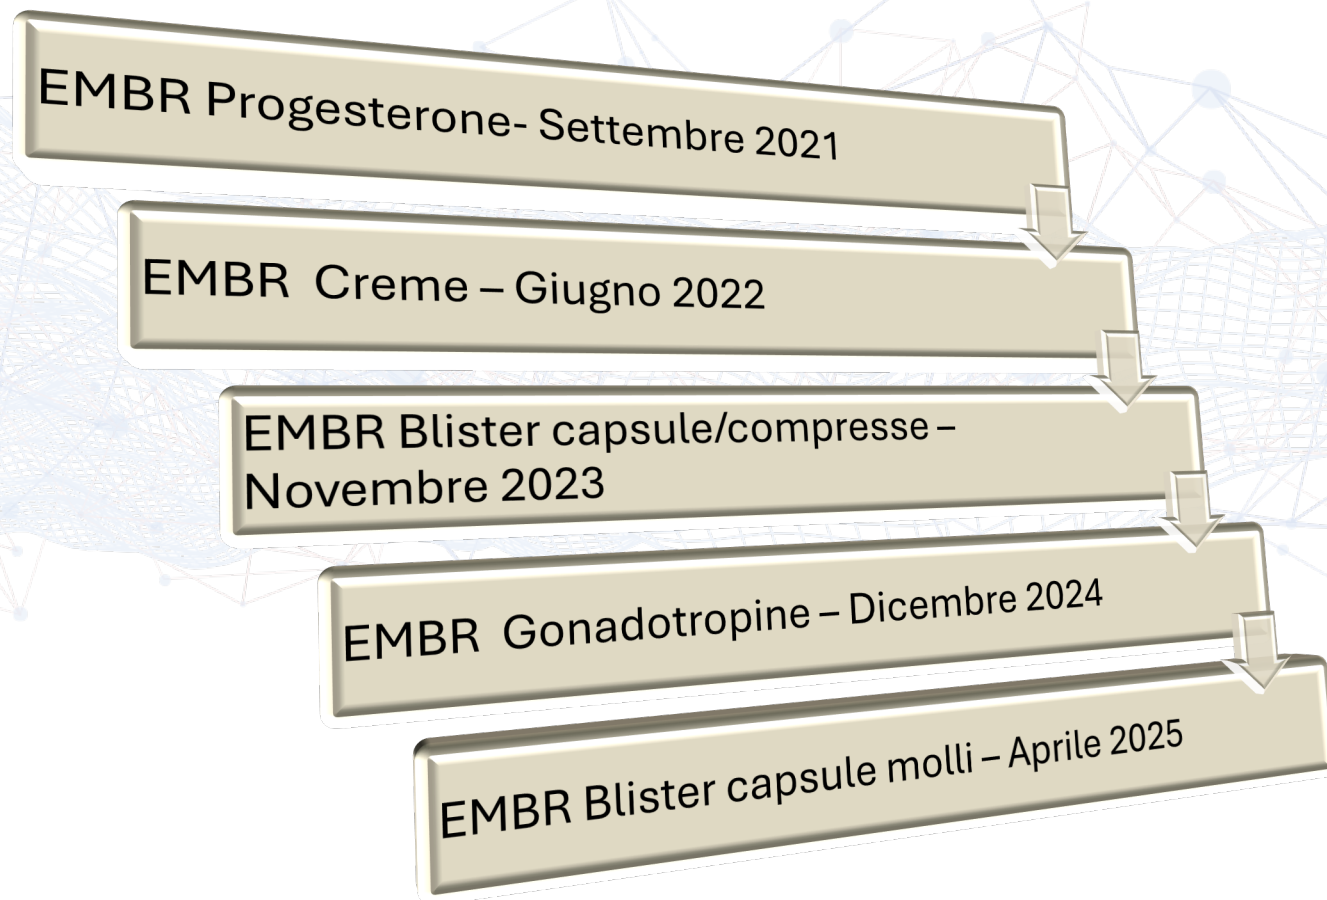 EMBR Progesterone- Settembre 2021
EMBR  Creme – Giugno 2022
EMBR Blister capsule/compresse –
Novembre 2023
EMBR  Gonadotropine – Dicembre 2024
EMBR Blister capsule molli – Aprile 2025